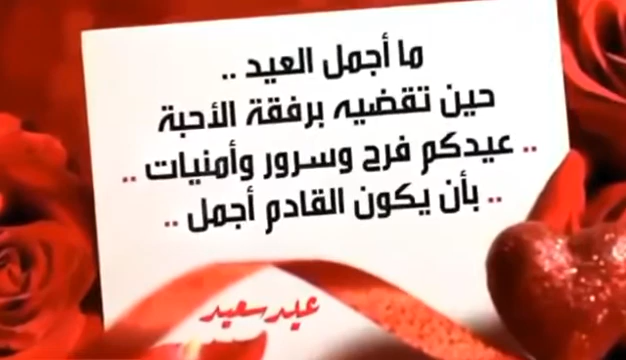 ما أجمل العيد ..
حين تقضيه برفقة الأحبة
.. عيدكم فرح وسرور وأمنيات ..
.. بأن يكون القادم أجمل ..
عيد سعيد